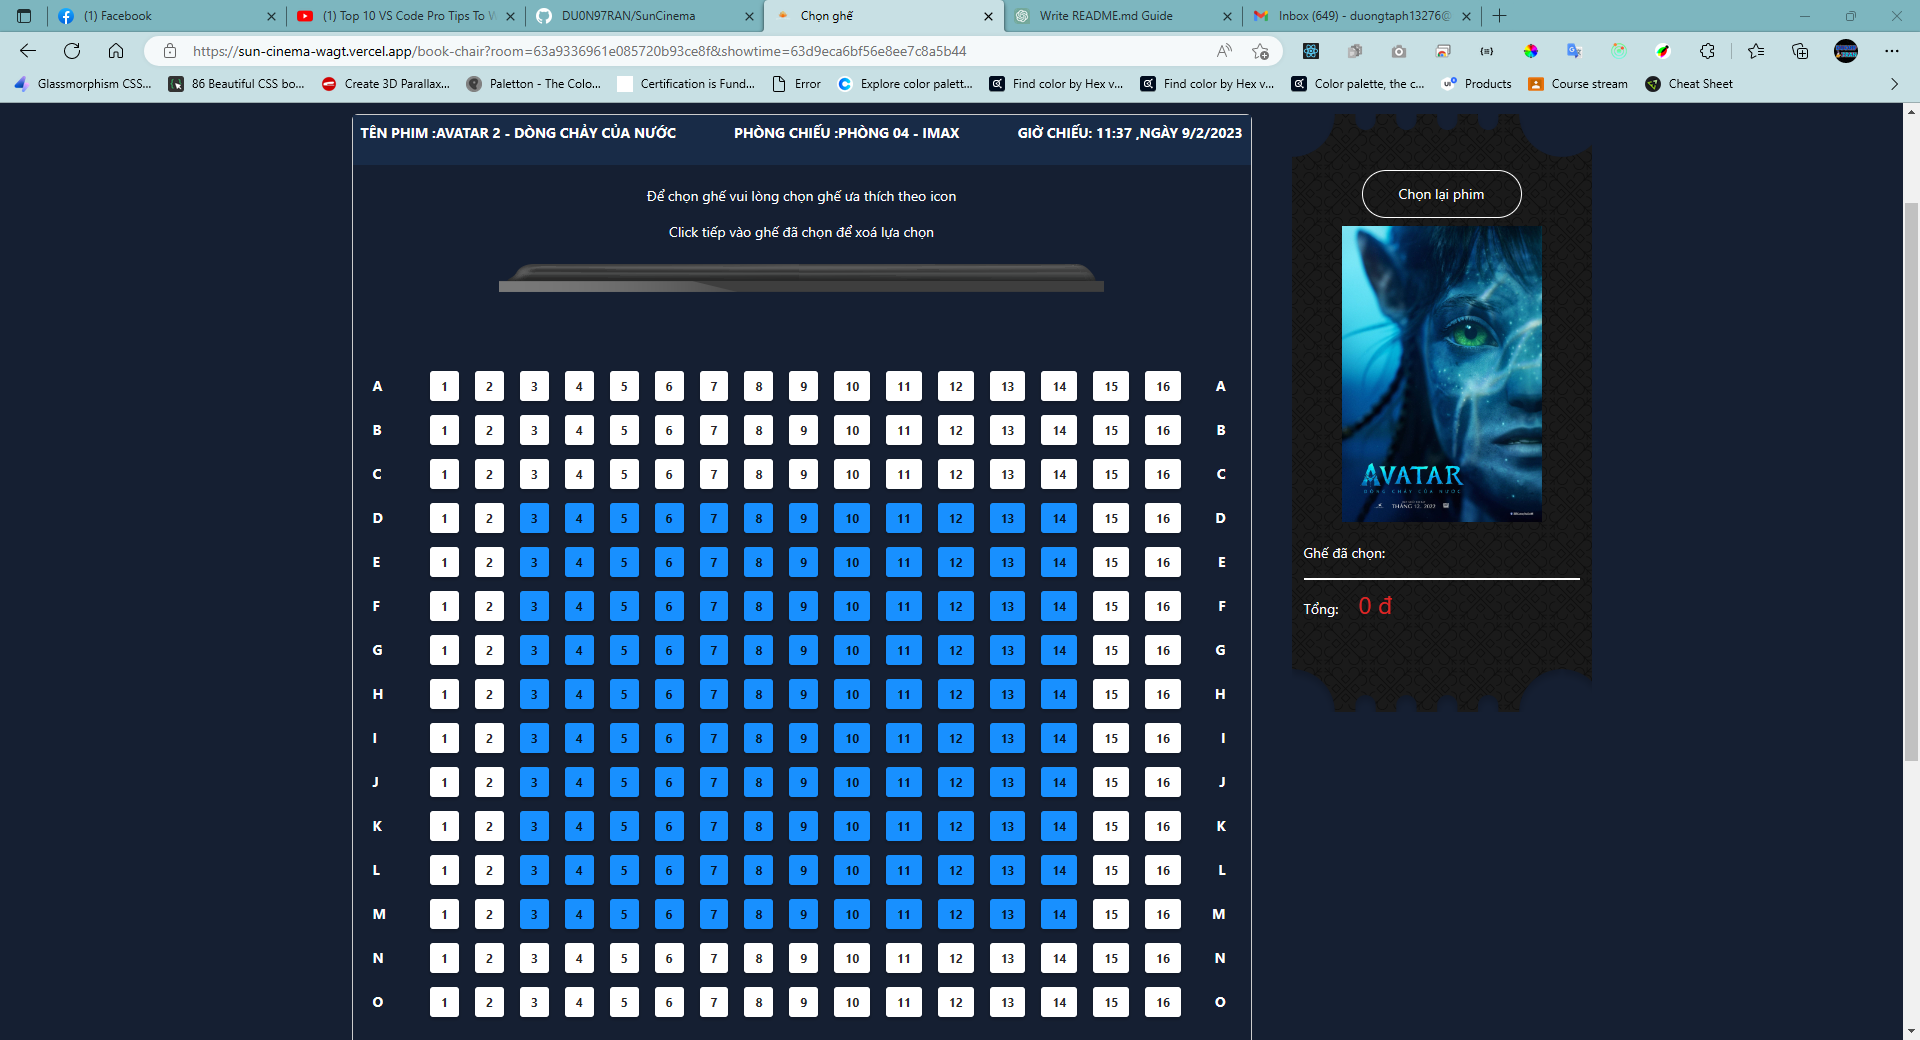 (1) Facebook
(1) Top 10 VS Code Pro Tips To W
DU0N97RAN/SunCinema
Chọn ghế
Write README.md Guide
Inbox (649) - duongtaph13276@
https://sun-cinema-wagt.vercel.app/book-chair?room=63a9336961e085720b93ce8f&showtime=63d9eca6bf56e8ee7c8a5b44
Glassmorphism CSS...
86 Beautiful CSS bo...
Create 3D Parallax...
Paletton - The Colo...
Certification is Fund...
Error
Explore color palett...
Find color by Hex v...
Find color by Hex v...
Color palette, the c...
Products
Course stream
Cheat Sheet
TÊN PHIM :AVATAR 2 - DÒNG CHẢY CỦA NƯỚC
PHÒNG CHIẾU :PHÒNG 04 - IMAX
GIỜ CHIẾU: 11:37 ,NGÀY 9/2/2023
Để chọn ghế vui lòng chọn ghế ưa thích theo icon
Click tiếp vào ghế đã chọn để xoá lựa chọn
A 1 2 3 4 5 6 7 8 9 10 11 12 13 14 15 16 A
B 1 2 3 4 5 6 7 8 9 10 11 12 13 14 15 16 B
C 1 2 3 4 5 6 7 8 9 10 11 12 13 14 15 16 C
D 1 2 3 4 5 6 7 8 9 10 11 12 13 14 15 16 D
E 1 2 3 4 5 6 7 8 9 10 11 12 13 14 15 16 E
F 1 2 3 4 5 6 7 8 9 10 11 12 13 14 15 16 F
G 1 2 3 4 5 6 7 8 9 10 11 12 13 14 15 16 G
H 1 2 3 4 5 6 7 8 9 10 11 12 13 14 15 16 H
I 1 2 3 4 5 6 7 8 9 10 11 12 13 14 15 16 I
J 1 2 3 4 5 6 7 8 9 10 11 12 13 14 15 16 J
K 1 2 3 4 5 6 7 8 9 10 11 12 13 14 15 16 K
L 1 2 3 4 5 6 7 8 9 10 11 12 13 14 15 16 L
M 1 2 3 4 5 6 7 8 9 10 11 12 13 14 15 16 M
N 1 2 3 4 5 6 7 8 9 10 11 12 13 14 15 16 N
O 1 2 3 4 5 6 7 8 9 10 11 12 13 14 15 16 O
Chọn lại phim
AVATAR
DÒNG CHẢY CỦA NƯỚC
THÁNG 12, 2022
Ghế đã chọn:
Tổng: 0 đ